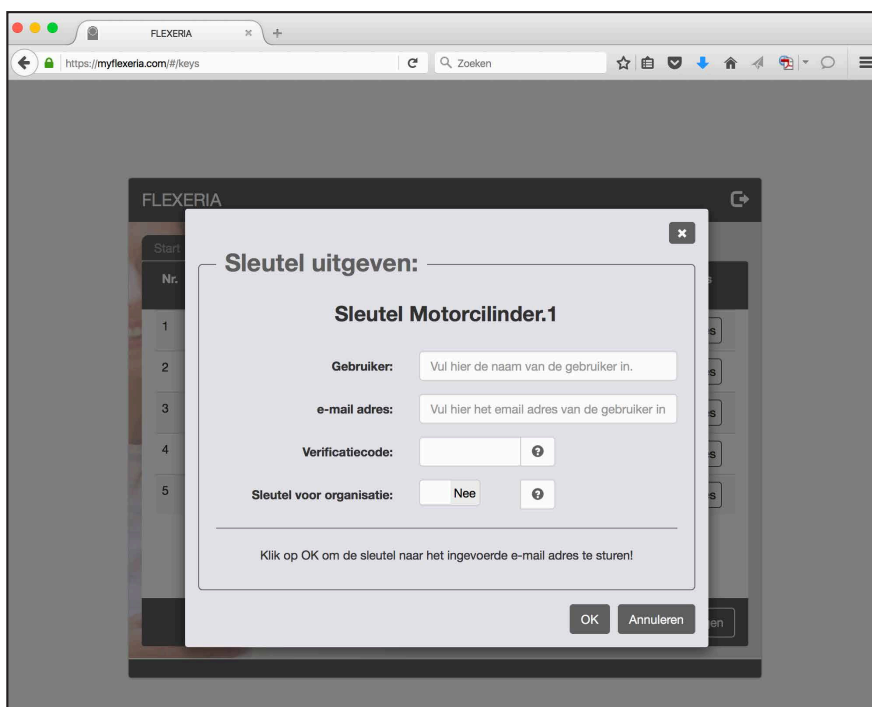 FLEXERIA
https://myflexeria.com/#/keys
Zoeken
FLEXERIA
Start
Nr.
1
2
3
4
5
Sleutel uitgeven:
Sleutel Motorcilinder.1
Gebruiker: Vul hier de naam van de gebruiker in.
e-mail adres: Vul hier het email adres van de gebruiker in
Verificatiecode:
Sleutel voor organisatie: Nee
Klik op OK om de sleutel naar het ingevoerde e-mail adres te sturen!
OK Annuleren